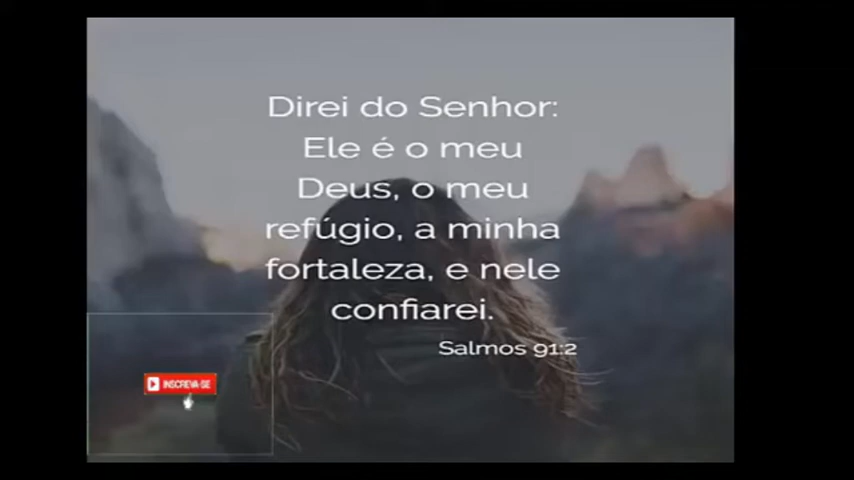 Direi do Senhor:
Ele é o meu
Deus, o meu
refúgio, a minha
fortaleza, e nele
confiarei.
Salmos 91:2
INSCREVA-SE